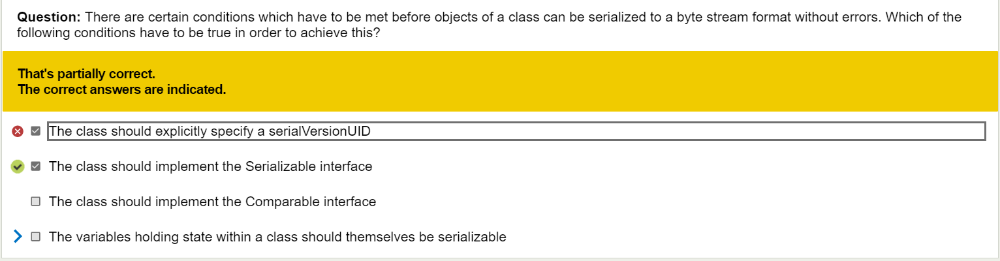 Question: There are certain conditions which have to be met before objects of a class can be serialized to a byte stream format without errors. Which of the
following conditions have to be true in order to achieve this?
That's partially correct.
The correct answers are indicated.
The class should explicitly specify a serialVersionUID
The class should implement the Serializable interface
The class should implement the Comparable interface
The variables holding state within a class should themselves be serializable